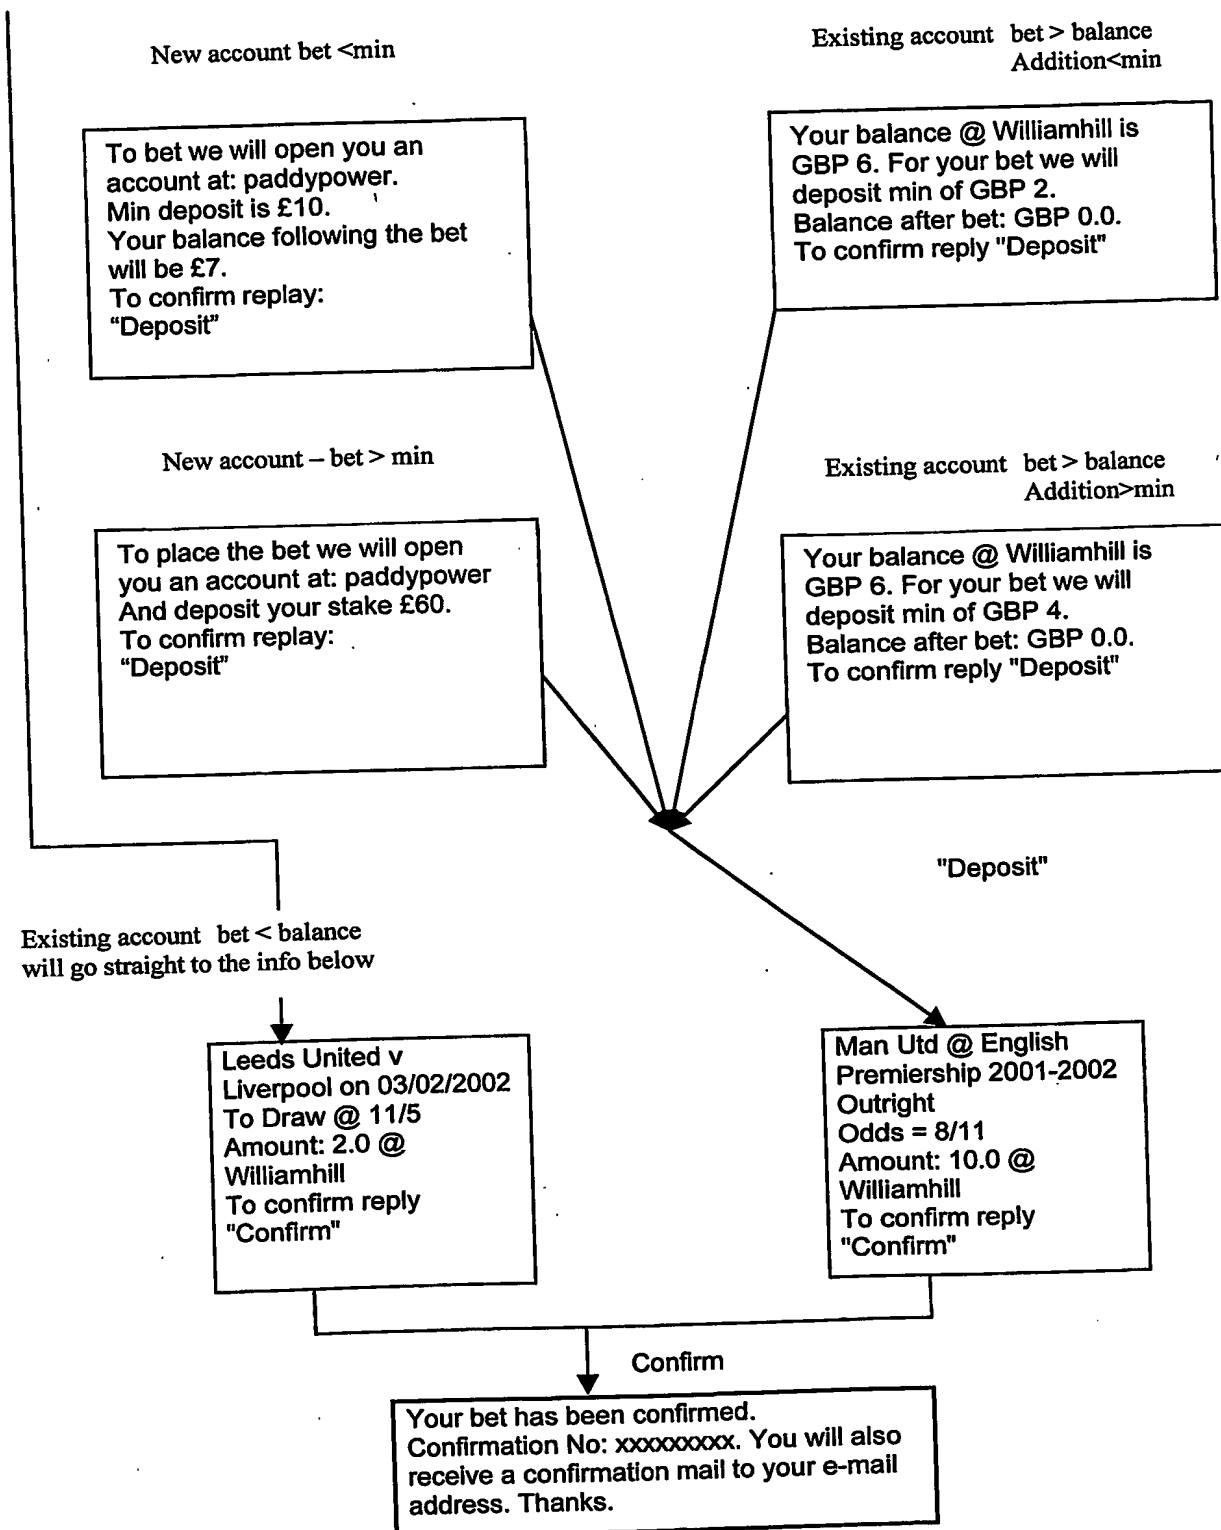 New account bet <min
To bet we will open you an
account at: paddypower.
Min deposit is £10.
Your balance following the bet
will be £7.
To confirm replay:
“Deposit”
Existing account bet > balance
Addition<min
Your balance @ Williamhill is
GBP 6. For your bet we will
deposit min of GBP 2.
Balance after bet: GBP 0.0.
To confirm reply "Deposit"
New account – bet > min
To place the bet we will open
you an account at: paddypower
And deposit your stake £60.
To confirm replay:
“Deposit”
Existing account bet > balance
Addition>min
Your balance @ Williamhill is
GBP 6. For your bet we will
deposit min of GBP 4.
Balance after bet: GBP 0.0.
To confirm reply "Deposit"
"Deposit"
Existing account bet < balance
will go straight to the info below
Leeds United v
Liverpool on 03/02/2002
To Draw @ 11/5
Amount: 2.0 @
Williamhill
To confirm reply
"Confirm"
Man Utd @ English
Premiership 2001-2002
Outright
Odds = 8/11
Amount: 10.0 @
Williamhill
To confirm reply
"Confirm"
Confirm
Your bet has been confirmed.
Confirmation No: xxxxxxxxx. You will also
receive a confirmation mail to your e-mail
address. Thanks.